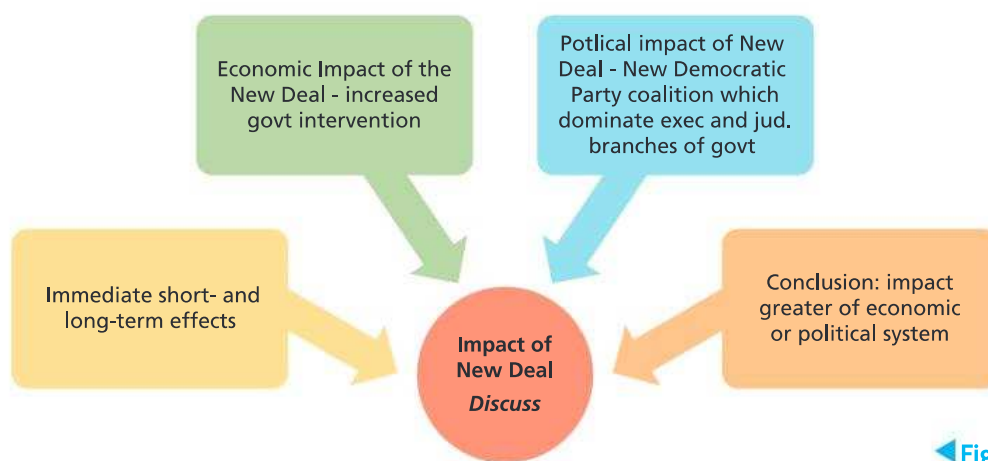 Economic Impact of the
New Deal - increased
govt intervention
Potlical impact of New
Deal - New Democratic
Party coalition which
dominate exec and jud.
branches of govt
Immediate short- and
long-term effects
Conclusion: impact
greater of economic
or political system
Impact of
New Deal
Discuss
◀Fig